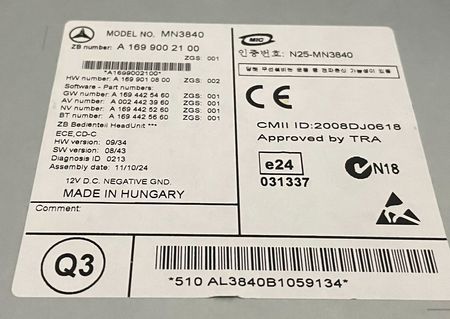 MODEL NO. MN3840
ZB number: A 169 900 21 00
ZGS: 001
*A1699002100*
HW number: A 169 901 08 00 ZGS: 001
Software - Part numbers:
GW number: A 169 442 54 60 ZGS: 001
AV number: A 002 442 39 60 ZGS: 001
NV number: A 169 442 52 60 ZGS: 001
BT number: A 169 442 56 60 ZGS: 001
ZB Bedienteil HeadUnit ***
ECE,CD-C
HW version: 09/34
SW version: 08/43
Diagnosis ID 0213
Assembly date: 11/10/24
12V D.C. NEGATIVE GND.
MADE IN HUNGARY
Comment:
MIC
인증번호: N25-MN3840
CE
CMII ID:2008DJ0618
Approved by TRA
e24
031337
N18
Q3
*510 AL3840B1059134*